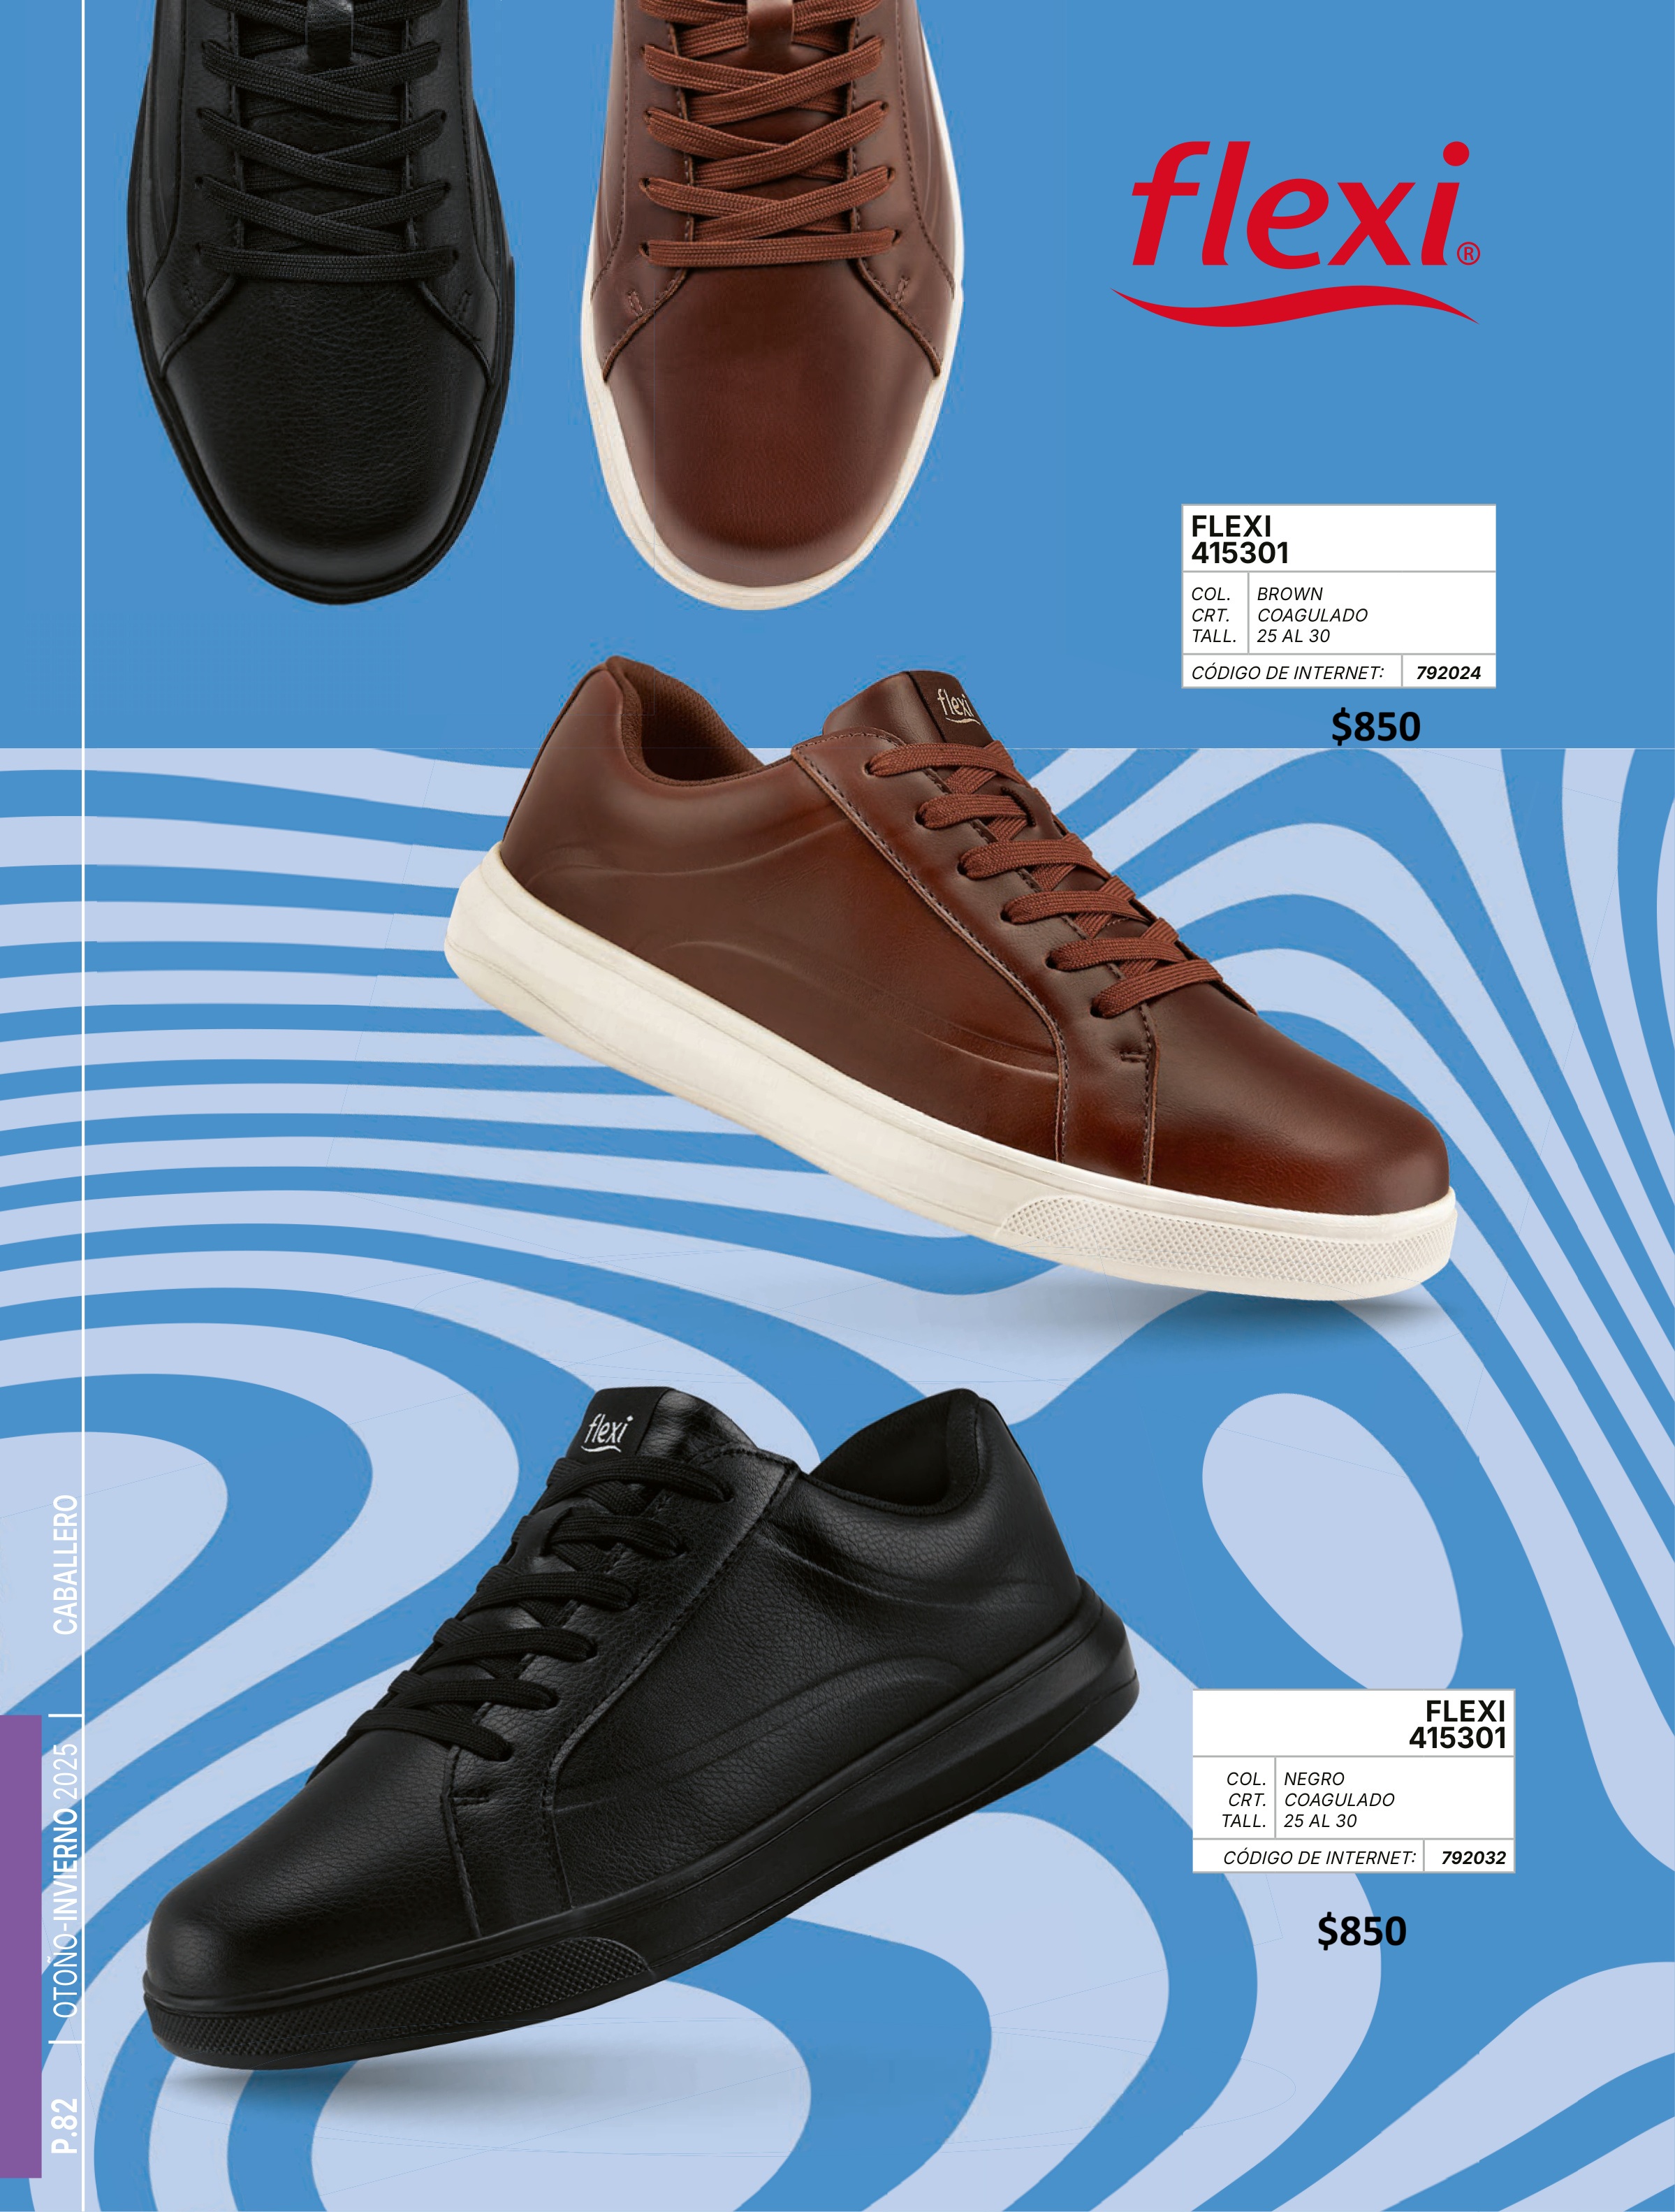 flexi®
FLEXI
415301
COL. BROWN
CRT. COAGULADO
TALL. 25 AL 30
CÓDIGO DE INTERNET: 792024
$850
flexi
flexi
FLEXI
415301
COL. NEGRO
CRT. COAGULADO
TALL. 25 AL 30
CÓDIGO DE INTERNET: 792032
$850
P.82 | OTOÑO-INVIERNO 2025 | CABALLERO